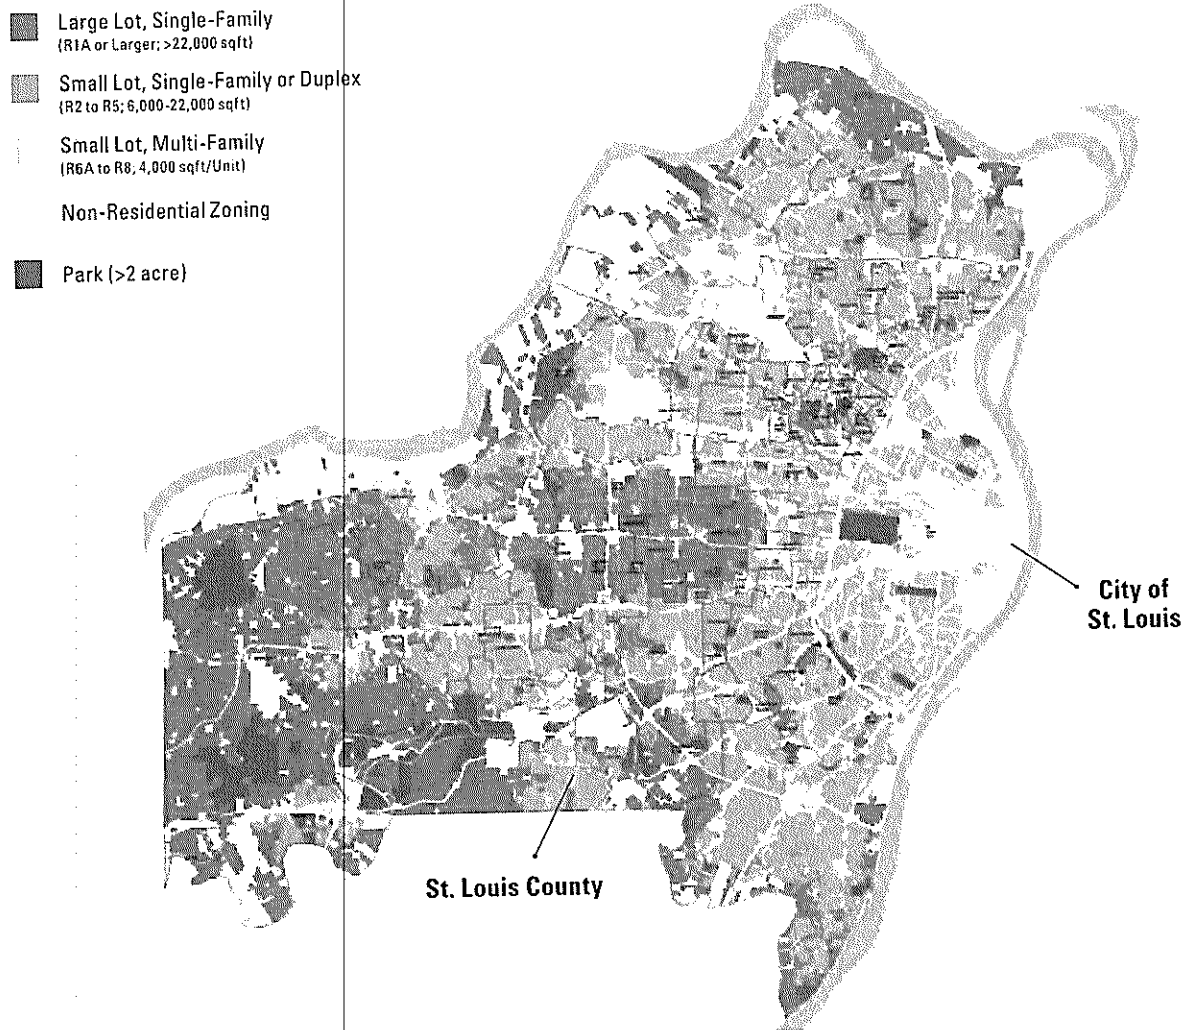 Large Lot, Single-Family
(R1A or Larger; >22,000 sqft)
Small Lot, Single-Family or Duplex
(R2 to R5; 6,000-22,000 sqft)
Small Lot, Multi-Family
(R6A to R8; 4,000 sqft/Unit)
Non-Residential Zoning
Park (>2 acre)
City of
St. Louis
St. Louis County